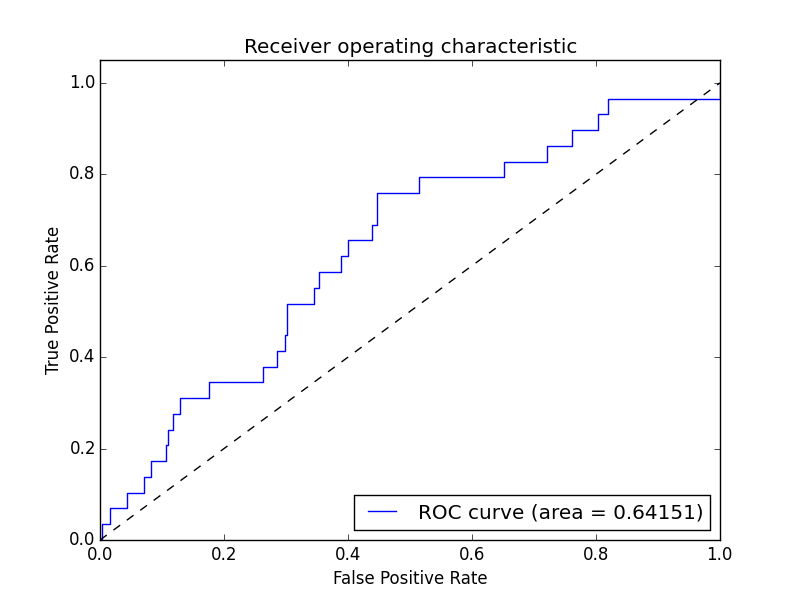 Receiver operating characteristic
True Positive Rate
1.0
0.8
0.6
0.4
0.2
0.0
ROC curve (area = 0.64151)
0.0 0.2 0.4 0.6 0.8 1.0
False Positive Rate